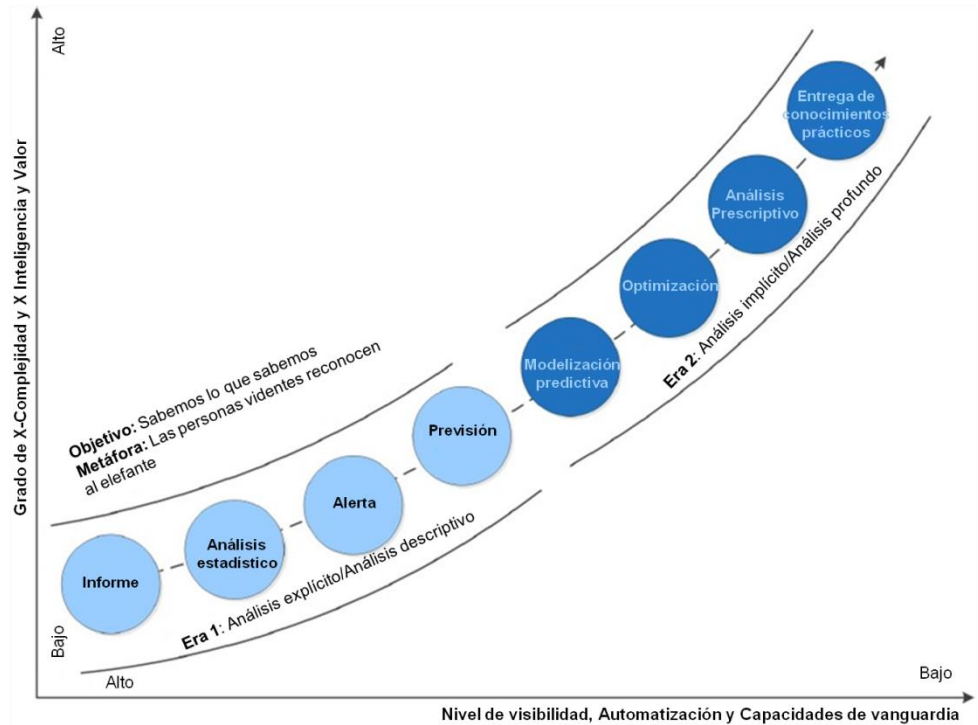 Alto
Grado de X-Complejidad y X Inteligencia y Valor
Bajo
Entrega de
conocimientos
prácticos
Análisis
Prescriptivo
Optimización
Modelización
predictiva
Era 2: Análisis implícito/Análisis profundo
Objetivo: Sabemos lo que sabemos
Metáfora: Las personas videntes reconocen
al elefante
Previsión
Alerta
Análisis
estadístico
Informe
Era 1: Análisis explícito/Análisis descriptivo
Alto
Bajo
Nivel de visibilidad, Automatización y Capacidades de vanguardia